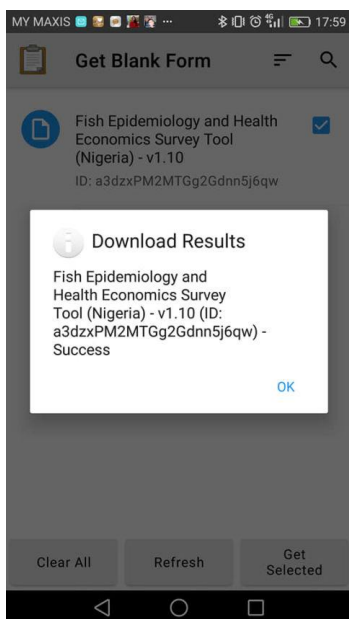 MY MAXIS ... 4G 17:59
Get Blank Form
Fish Epidemiology and Health
Economics Survey Tool
(Nigeria) - v1.10
ID: a3dzxPM2MTGg2Gdnn5j6qw
Download Results
Fish Epidemiology and
Health Economics Survey
Tool (Nigeria) - v1.10 (ID:
a3dzxPM2MTGg2Gdnn5j6qw) -
Success
OK
Clear All
Refresh
Get
Selected